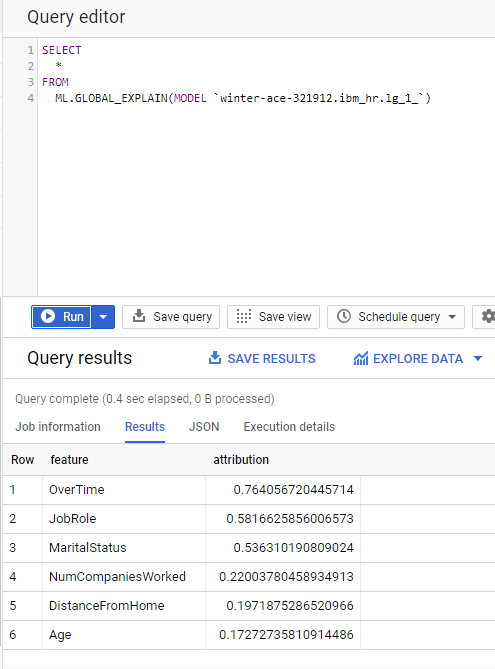 Query editor
1 SELECT
2 *
3 FROM
4 ML.GLOBAL_EXPLAIN(MODEL `winter-ace-321912.ibm_hr.lg_1_`)
Run Save query Save view Schedule query
Query results SAVE RESULTS EXPLORE DATA
Query complete (0.4 sec elapsed, 0 B processed)
Job information Results JSON Execution details
Row feature attribution
1 OverTime 0.764056720445714
2 JobRole 0.5816625856006573
3 MaritalStatus 0.536310190809024
4 NumCompaniesWorked 0.22003780458934913
5 DistanceFromHome 0.1971875286520966
6 Age 0.17272735810914486